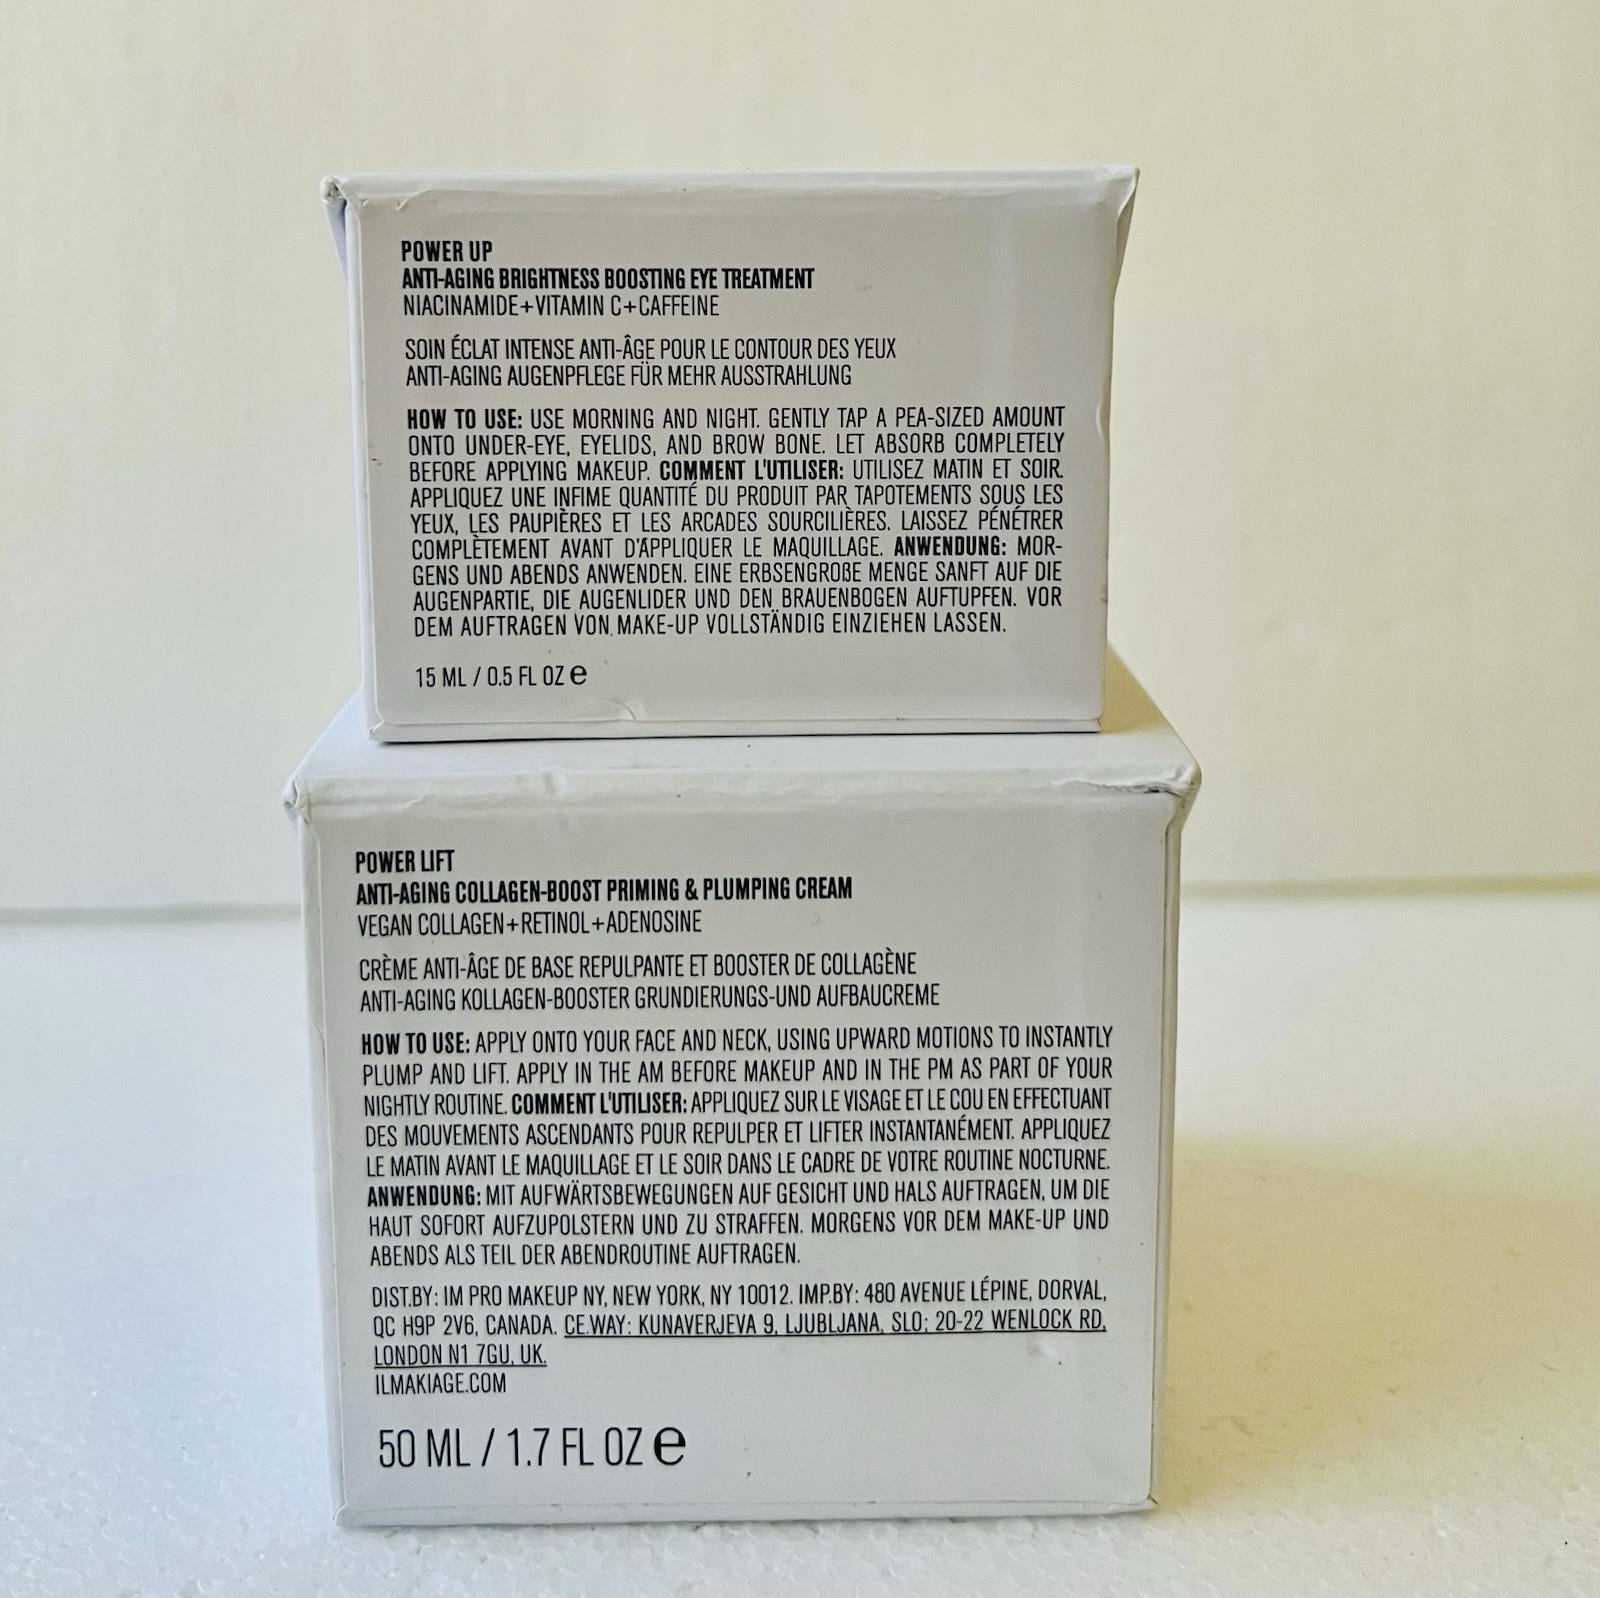 POWER UP
ANTI-AGING BRIGHTNESS BOOSTING EYE TREATMENT
NIACINAMIDE+VITAMIN C+CAFFEINE
SOIN ÉCLAT INTENSE ANTI-ÂGE POUR LE CONTOUR DES YEUX
ANTI-AGING AUGENPFLEGE FÜR MEHR AUSSTRAHLUNG
HOW TO USE: USE MORNING AND NIGHT. GENTLY TAP A PEA-SIZED AMOUNT
ONTO UNDER-EYE, EYELIDS, AND BROW BONE. LET ABSORB COMPLETELY
BEFORE APPLYING MAKEUP. COMMENT L'UTILISER: UTILISEZ MATIN ET SOIR.
APPLIQUEZ UNE INFIME QUANTITÉ DU PRODUIT PAR TAPOTEMENTS SOUS LES
YEUX, LES PAUPIÈRES ET LES ARCADES SOURCILIÈRES. LAISSEZ PÉNÉTRER
COMPLÈTEMENT AVANT D'APPLIQUER LE MAQUILLAGE. ANWENDUNG: MOR-
GENS UND ABENDS ANWENDEN. EINE ERBSENGROßE MENGE SANFT AUF DIE
AUGENPARTIE, DIE AUGENLIDER UND DEN BRAUENBOGEN AUFTUPFEN. VOR
DEM AUFTRAGEN VON MAKE-UP VOLLSTÄNDIG EINZIEHEN LASSEN.
15 ML / 0.5 FL OZ e
POWER LIFT
ANTI-AGING COLLAGEN-BOOST PRIMING & PLUMPING CREAM
VEGAN COLLAGEN+RETINOL+ADENOSINE
CRÈME ANTI-ÂGE DE BASE REPULPANTE ET BOOSTER DE COLLAGÈNE
ANTI-AGING KOLLAGEN-BOOSTER GRUNDIERUNGS-UND AUFBAUCREME
HOW TO USE: APPLY ONTO YOUR FACE AND NECK, USING UPWARD MOTIONS TO INSTANTLY
PLUMP AND LIFT. APPLY IN THE AM BEFORE MAKEUP AND IN THE PM AS PART OF YOUR
NIGHTLY ROUTINE. COMMENT L'UTILISER: APPLIQUEZ SUR LE VISAGE ET LE COU EN EFFECTUANT
DES MOUVEMENTS ASCENDANTS POUR REPULPER ET LIFTER INSTANTANÉMENT. APPLIQUEZ
LE MATIN AVANT LE MAQUILLAGE ET LE SOIR DANS LE CADRE DE VOTRE ROUTINE NOCTURNE.
ANWENDUNG: MIT AUFWÄRTSBEWEGUNGEN AUF GESICHT UND HALS AUFTRAGEN, UM DIE
HAUT SOFORT AUFZUPOLSTERN UND ZU STRAFFEN. MORGENS VOR DEM MAKE-UP UND
ABENDS ALS TEIL DER ABENDROUTINE AUFTRAGEN.
DIST.BY: IM PRO MAKEUP NY, NEW YORK, NY 10012. IMP.BY: 480 AVENUE LÉPINE, DORVAL,
QC H9P 2V6, CANADA. CE.WAY: KUNAVERJEVA 9, LJUBLJANA, SLO; 20-22 WENLOCK RD,
LONDON N1 7GU, UK.
ILMAKIAGE.COM
50 ML / 1.7 FL OZ e